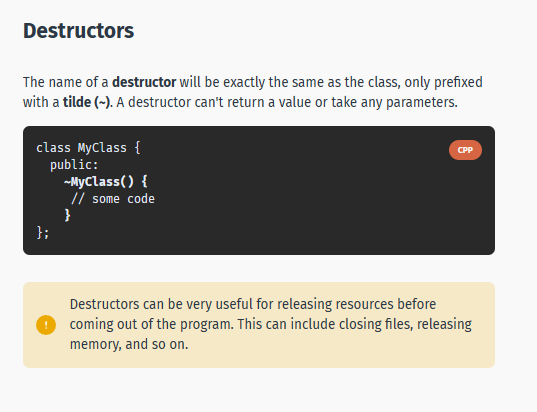 Destructors
The name of a destructor will be exactly the same as the class, only prefixed
with a tilde (~). A destructor can't return a value or take any parameters.
CPP
class MyClass {
  public:
    ~MyClass() {
     // some code
    }
};
Destructors can be very useful for releasing resources before
coming out of the program. This can include closing files, releasing
memory, and so on.